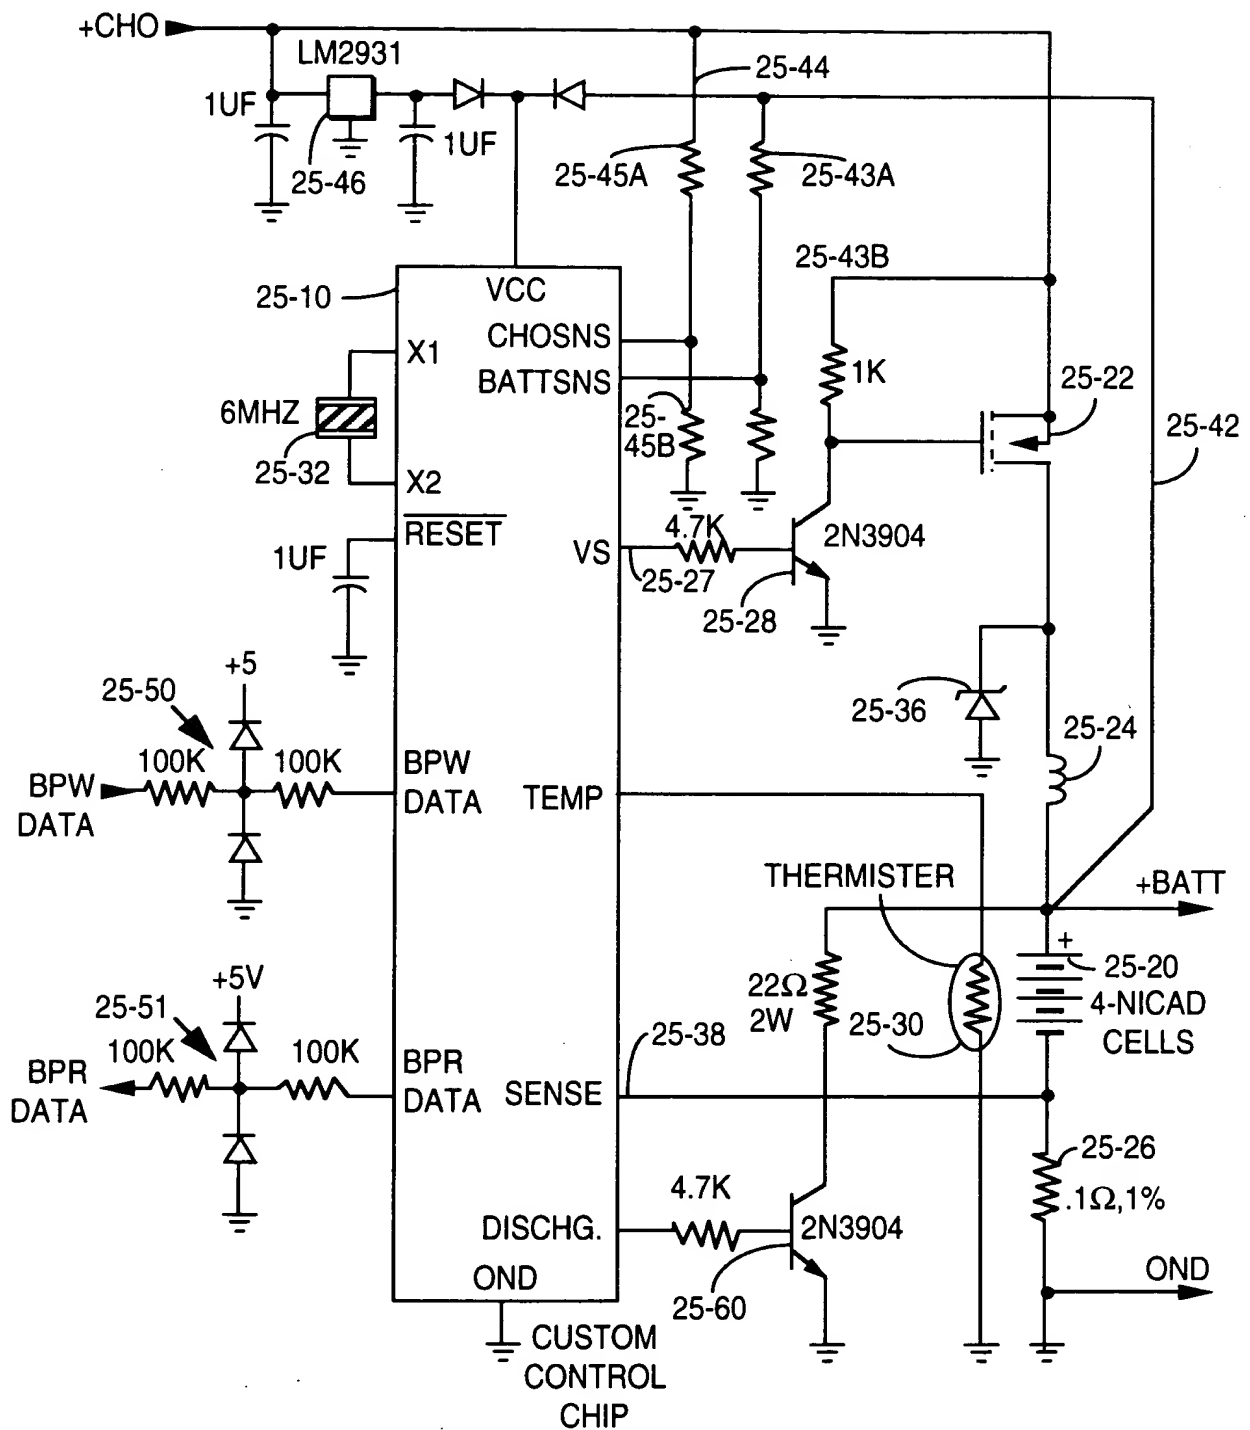 +CHO
LM2931
25-44
1UF
1UF
25-46
25-45A
25-43A
25-43B
25-10
VCC
CHOSNS
X1
BATTSNS
1K
25-22
6MHZ
25-
45B
25-42
25-32
X2
RESET
4.7K
2N3904
1UF
VS
25-27
25-28
+5
25-50
25-36
25-24
100K
100K
BPW
DATA
BPW
DATA
TEMP
THERMISTER
+BATT
+
25-20
4-NICAD
CELLS
22Ω
2W
25-30
+5V
25-51
25-38
100K
100K
BPR
DATA
BPR
DATA
SENSE
25-26
.1Ω,1%
4.7K
DISCHG.
2N3904
OND
25-60
OND
CUSTOM
CONTROL
CHIP